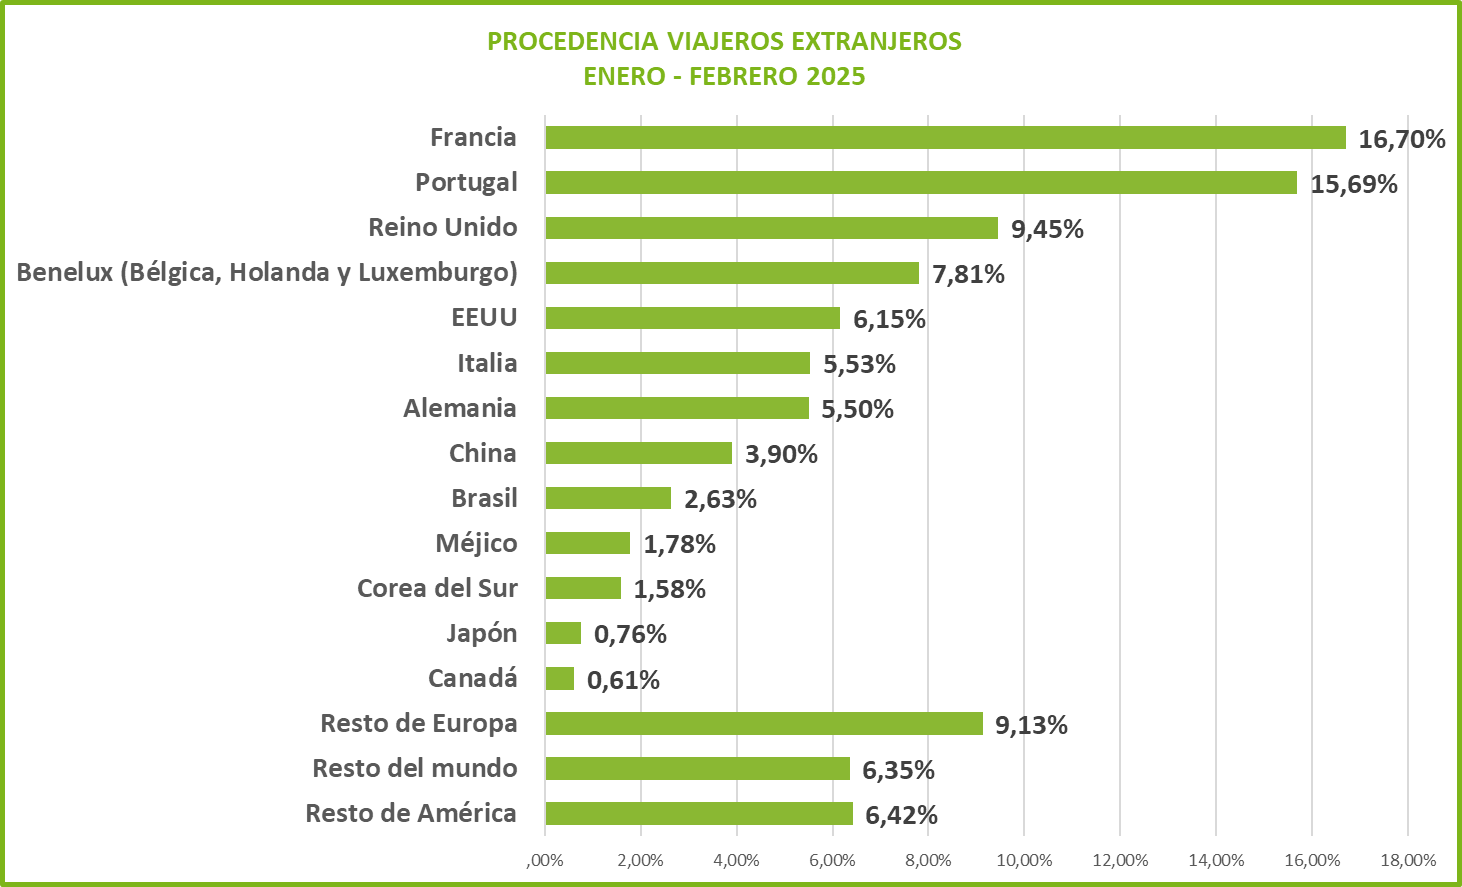 PROCEDENCIA VIAJEROS EXTRANJEROS
ENERO - FEBRERO 2025
Francia 16,70%
Portugal 15,69%
Reino Unido 9,45%
Benelux (Bélgica, Holanda y Luxemburgo) 7,81%
EEUU 6,15%
Italia 5,53%
Alemania 5,50%
China 3,90%
Brasil 2,63%
Méjico 1,78%
Corea del Sur 1,58%
Japón 0,76%
Canadá 0,61%
Resto de Europa 9,13%
Resto del mundo 6,35%
Resto de América 6,42%
,00% 2,00% 4,00% 6,00% 8,00% 10,00% 12,00% 14,00% 16,00% 18,00%